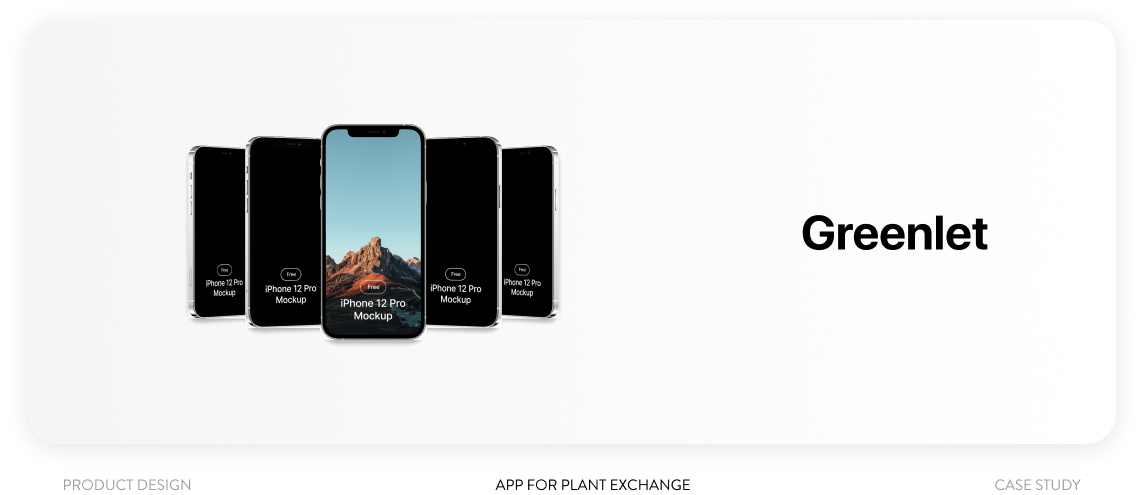 Free
iPhone 12 Pro
Mockup
Free
iPhone 12 Pro
Mockup
Free
iPhone 12 Pro
Mockup
Free
iPhone 12 Pro
Mockup
Free
iPhone 12 Pro
Mockup
Greenlet
PRODUCT DESIGN
APP FOR PLANT EXCHANGE
CASE STUDY